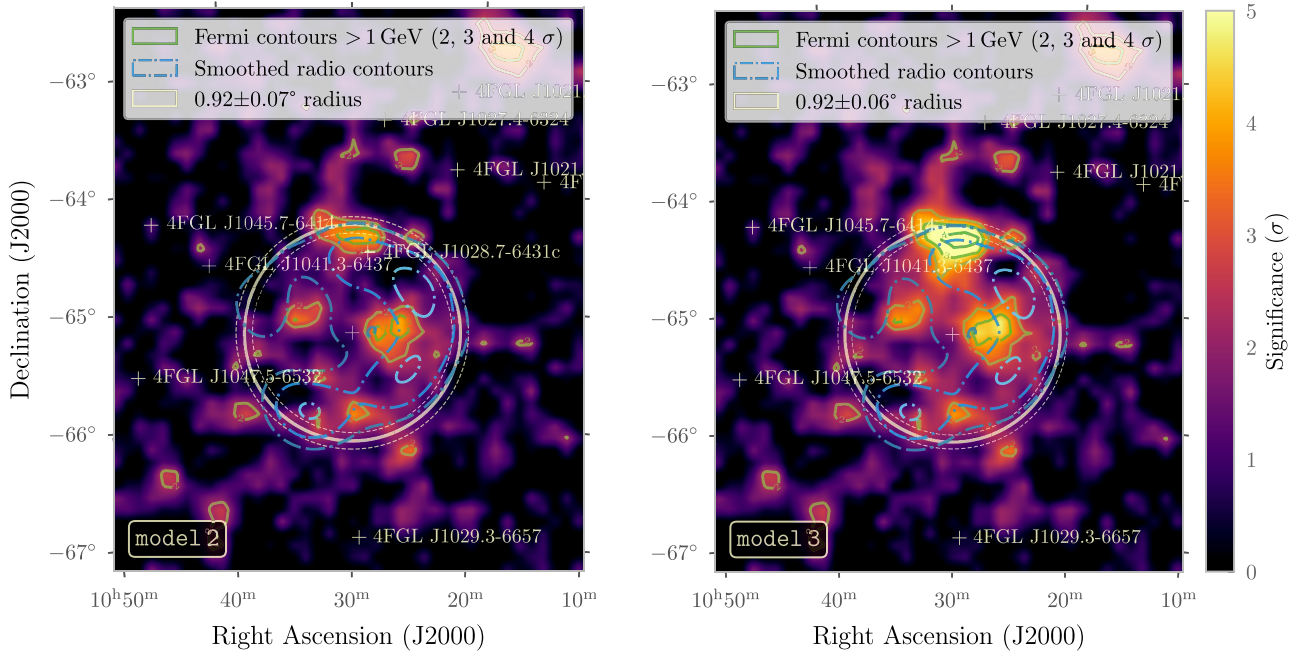 Fermi contours > 1 GeV (2, 3 and 4 σ)
Smoothed radio contours
0.92±0.07° radius
4FGL J1021
4FGL J1027.4-6324
4FGL J1021.
4F
4FGL J1045.7-6414
4FGL J1028.7-6431c
4FGL J1041.3-6437
4FGL J1047.5-6532
4FGL J1029.3-6657
model 2
−63°
−64°
−65°
−66°
−67°
Declination (J2000)
10h50m
40m
30m
20m
10m
Right Ascension (J2000)
Fermi contours > 1 GeV (2, 3 and 4 σ)
Smoothed radio contours
0.92±0.06° radius
4FGL J1021
4FGL J1027.4-6324
4FGL J1021.
4F
4FGL J1045.7-6414
4FGL J1041.3-6437
4FGL J1047.5-6532
4FGL J1029.3-6657
model 3
−63°
−64°
−65°
−66°
−67°
10h50m
40m
30m
20m
10m
Right Ascension (J2000)
5
4
3
2
1
0
Significance (σ)